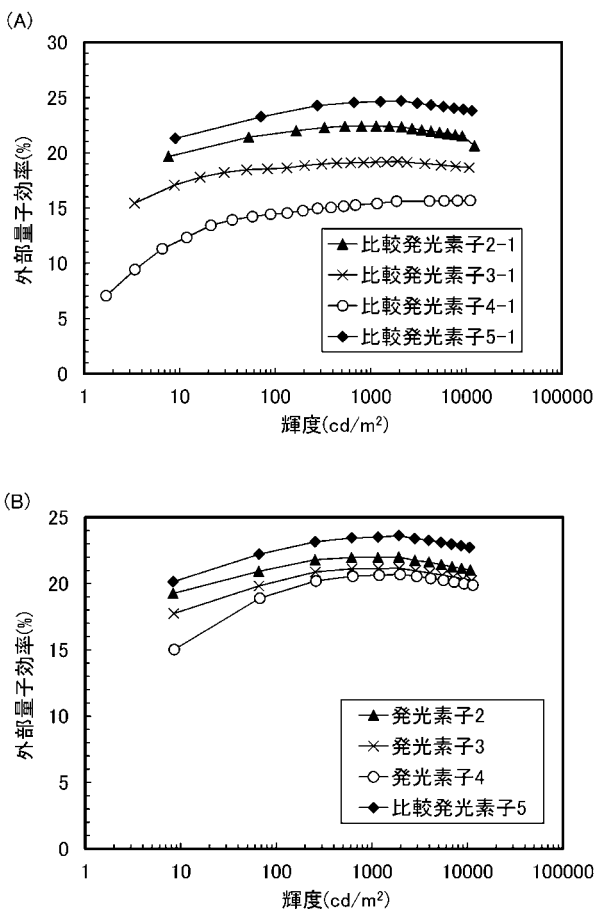 (A)
30
25
20
15
10
5
0
外部量子効率(%)
比較発光素子2-1
比較発光素子3-1
比較発光素子4-1
比較発光素子5-1
1 10 100 1000 10000 100000
輝度(cd/m²)
(B)
25
20
15
10
5
0
外部量子効率(%)
発光素子2
発光素子3
発光素子4
比較発光素子5
1 10 100 1000 10000 100000
輝度(cd/m²)